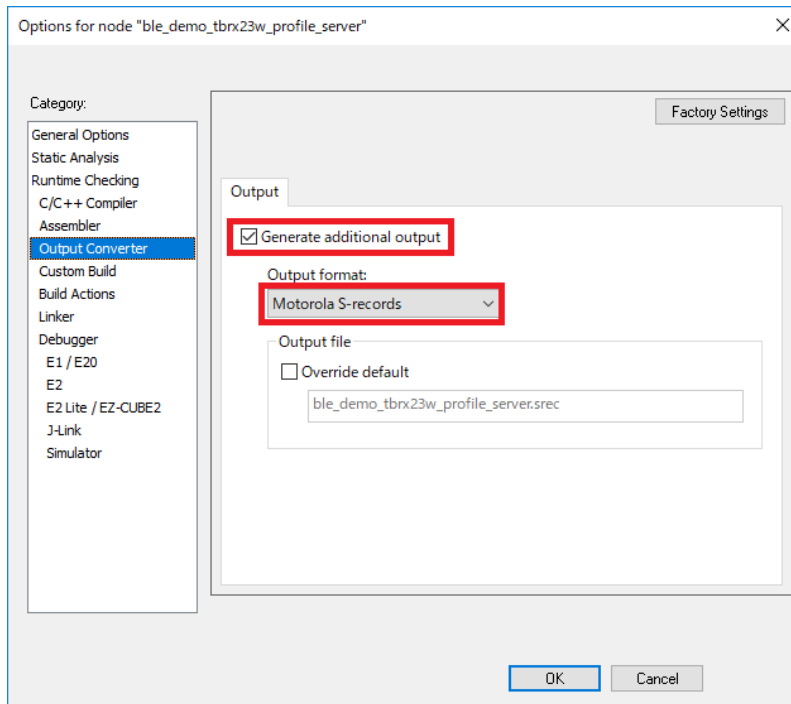 Options for node "ble_demo_tbrx23w_profile_server"
Category:
General Options
Static Analysis
Runtime Checking
C/C++ Compiler
Assembler
Output Converter
Custom Build
Build Actions
Linker
Debugger
E1 / E20
E2
E2 Lite / EZ-CUBE2
J-Link
Simulator
Factory Settings
Output
Generate additional output
Output format:
Motorola S-records
Output file
Override default
ble_demo_tbrx23w_profile_server.srec
OK
Cancel